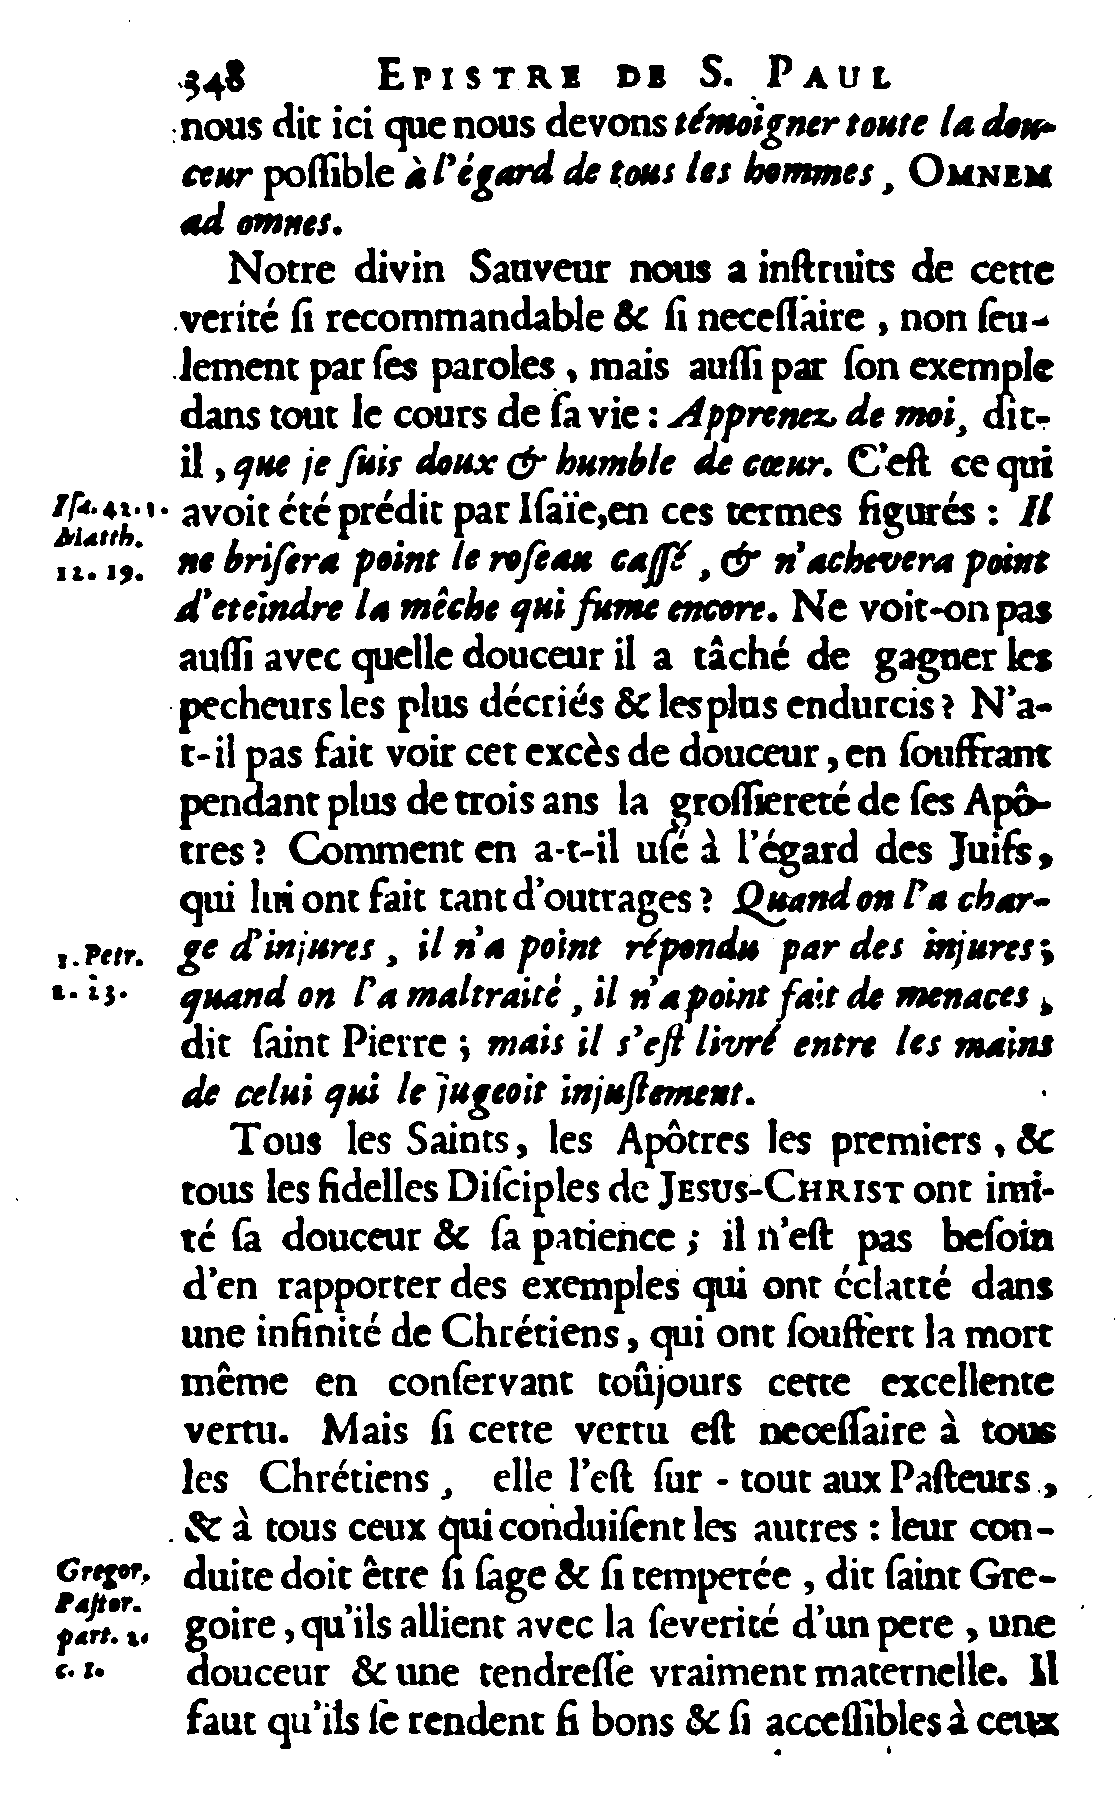 348 EPISTRE DE S. PAUL
nous dit ici que nous devons témoigner toute la dou-
ceur poſſible à l'égard de tous les hommes, OMNEM
ad omnes.
Notre divin Sauveur nous a inſtruits de cette
verité ſi recommandable & ſi neceſſaire, non ſeu-
lement par ſes paroles, mais auſſi par ſon exemple
dans tout le cours de ſa vie : Apprenez de moi, dit-
il, que je ſuis doux & humble de cœur. C'eſt ce qui
Iſa. 42. 1. avoit été prédit par Iſaïe, en ces termes figurés : Il
Matth.
12. 19. ne briſera point le roſeau caſſé, & n'achevera point
d'eteindre la mêche qui fume encore. Ne voit-on pas
auſſi avec quelle douceur il a tâché de gagner les
pecheurs les plus décriés & les plus endurcis ? N'a-
t-il pas fait voir cet excès de douceur, en ſouffrant
pendant plus de trois ans la groſſiereté de ſes Apô-
tres ? Comment en a-t-il uſé à l'égard des Juifs,
qui lui ont fait tant d'outrages ? Quand on l'a char-
1. Petr. gé d'injures, il n'a point répondu par des injures ;
2. 23. quand on l'a maltraité, il n'a point fait de menaces,
dit ſaint Pierre ; mais il s'eſt livré entre les mains
de celui qui le jugeoit injuſtement.
Tous les Saints, les Apôtres les premiers, &
tous les fidelles Diſciples de JESUS-CHRIST ont imi-
té ſa douceur & ſa patience ; il n'eſt pas beſoin
d'en rapporter des exemples qui ont éclatté dans
une infinité de Chrétiens, qui ont ſouffert la mort
même en conſervant toûjours cette excellente
vertu. Mais ſi cette vertu eſt neceſſaire à tous
les Chrétiens, elle l'eſt ſur-tout aux Paſteurs,
& à tous ceux qui conduiſent les autres : leur con-
Gregor. duite doit être ſi ſage & ſi temperée, dit ſaint Gre-
Paſtor.
part. 2. goire, qu'ils allient avec la ſeverité d'un pere, une
c. 1. douceur & une tendreſſe vraiment maternelle. Il
faut qu'ils ſe rendent ſi bons & ſi acceſſibles à ceux